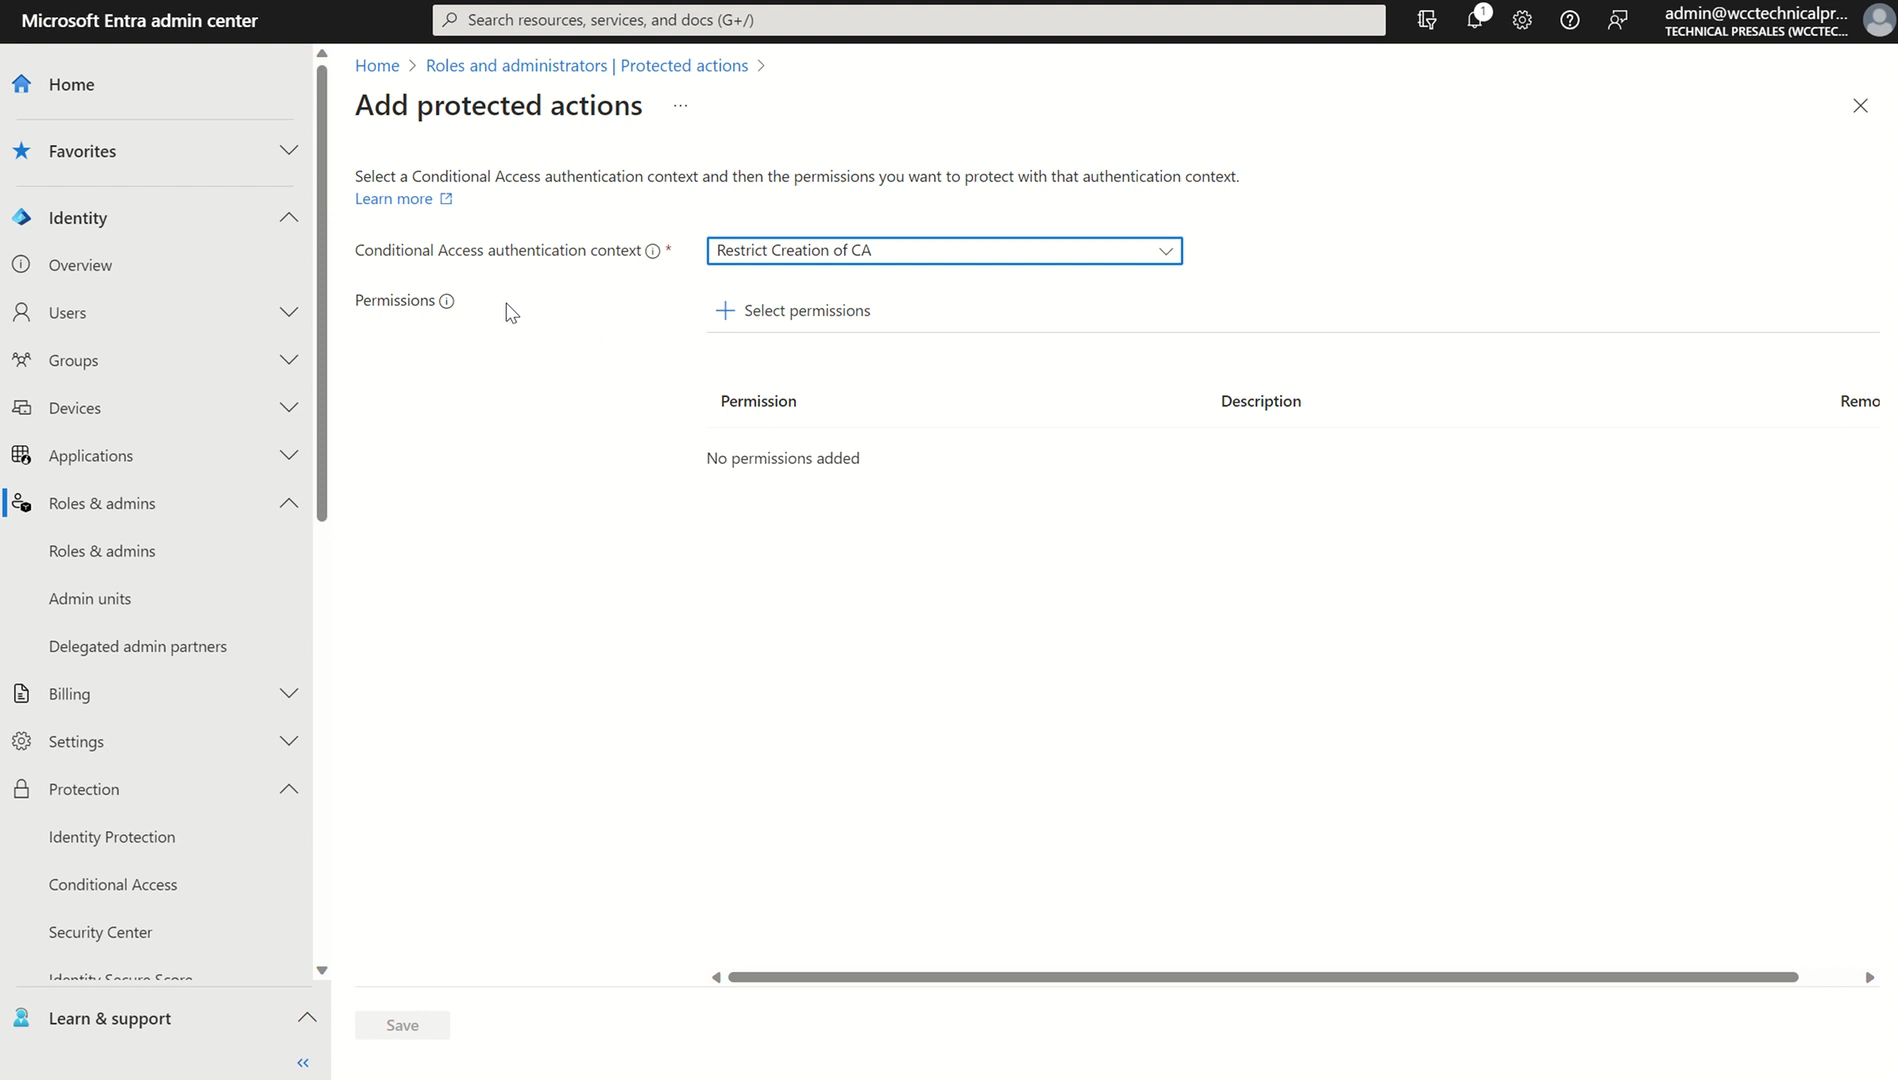 Microsoft Entra admin center
Search resources, services, and docs (G+/)
1
admin@wcctechnicalpr...
TECHNICAL PRESALES (WCCTEC...
Home
Favorites
Identity
Overview
Users
Groups
Devices
Applications
Roles & admins
Roles & admins
Admin units
Delegated admin partners
Billing
Settings
Protection
Identity Protection
Conditional Access
Security Center
Identity Secure Score
Learn & support
Home > Roles and administrators | Protected actions >
Add protected actions ...
Select a Conditional Access authentication context and then the permissions you want to protect with that authentication context.
Learn more
Conditional Access authentication context * Restrict Creation of CA
Permissions
Select permissions
Permission Description Remo
No permissions added
Save